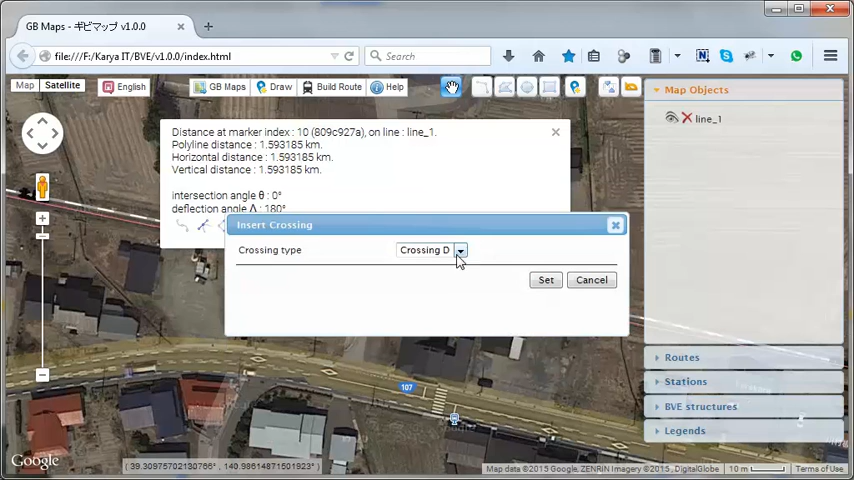 GB Maps - ギビマップ v1.0.0
file:///F:/Karya IT/BVE/v1.0.0/index.html
Search
Map
Satellite
English
GB Maps
Draw
Build Route
Help
Map Objects
line_1
Distance at marker index : 10 (809c927a), on line : line_1.
Polyline distance : 1.593185 km.
Horizontal distance : 1.593185 km.
Vertical distance : 1.593185 km.
intersection angle θ : 0°
deflection angle Δ : 180°
Insert Crossing
Crossing type
Crossing D
Set
Cancel
Routes
Stations
BVE structures
Legends
107
Google
( 39.30975702130766°, 140.9861487150192​3° )
Map data ©2015 Google, ZENRIN Imagery ©2015 , DigitalGlobe
10 m
Terms of Use